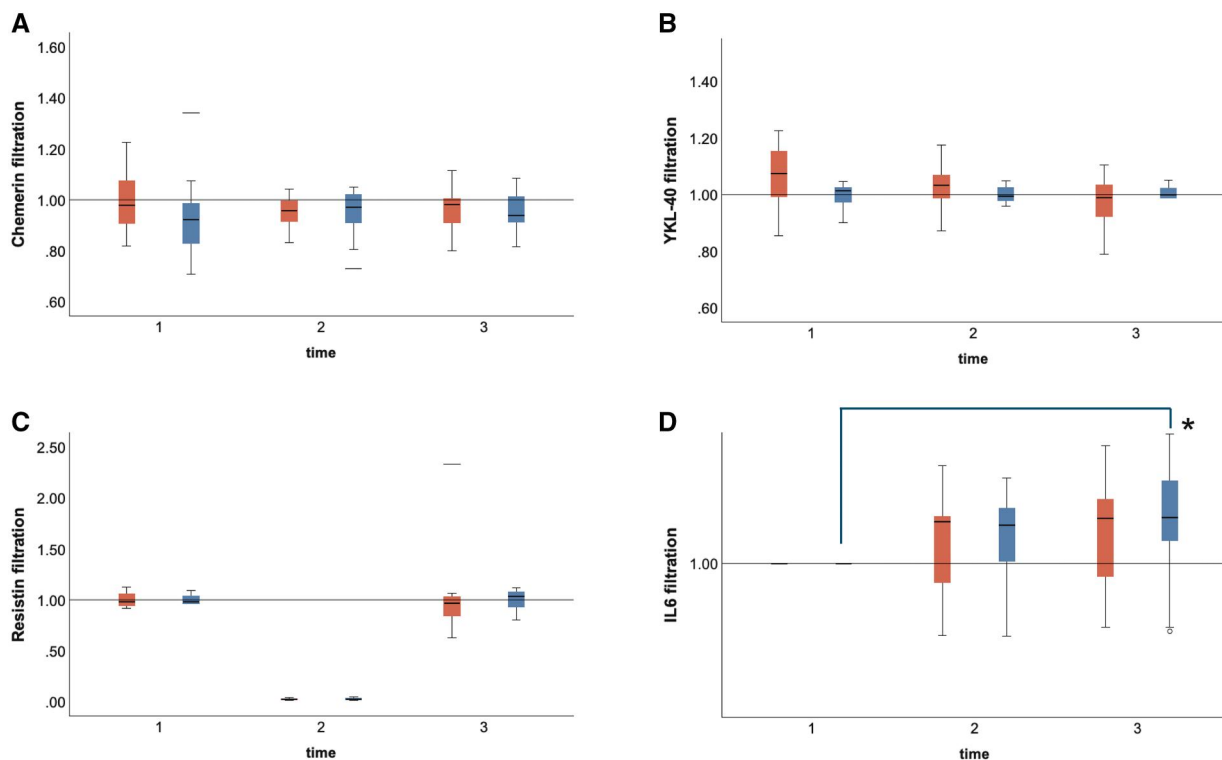 A
Chemerin filtration
1.60
1.40
1.20
1.00
.80
.60
1 2 3
time
B
YKL-40 filtration
1.40
1.20
1.00
.80
.60
1 2 3
time
C
Resistin filtration
2.50
2.00
1.50
1.00
.50
.00
1 2 3
time
D
*
IL6 filtration
1.00
1 2 3
time